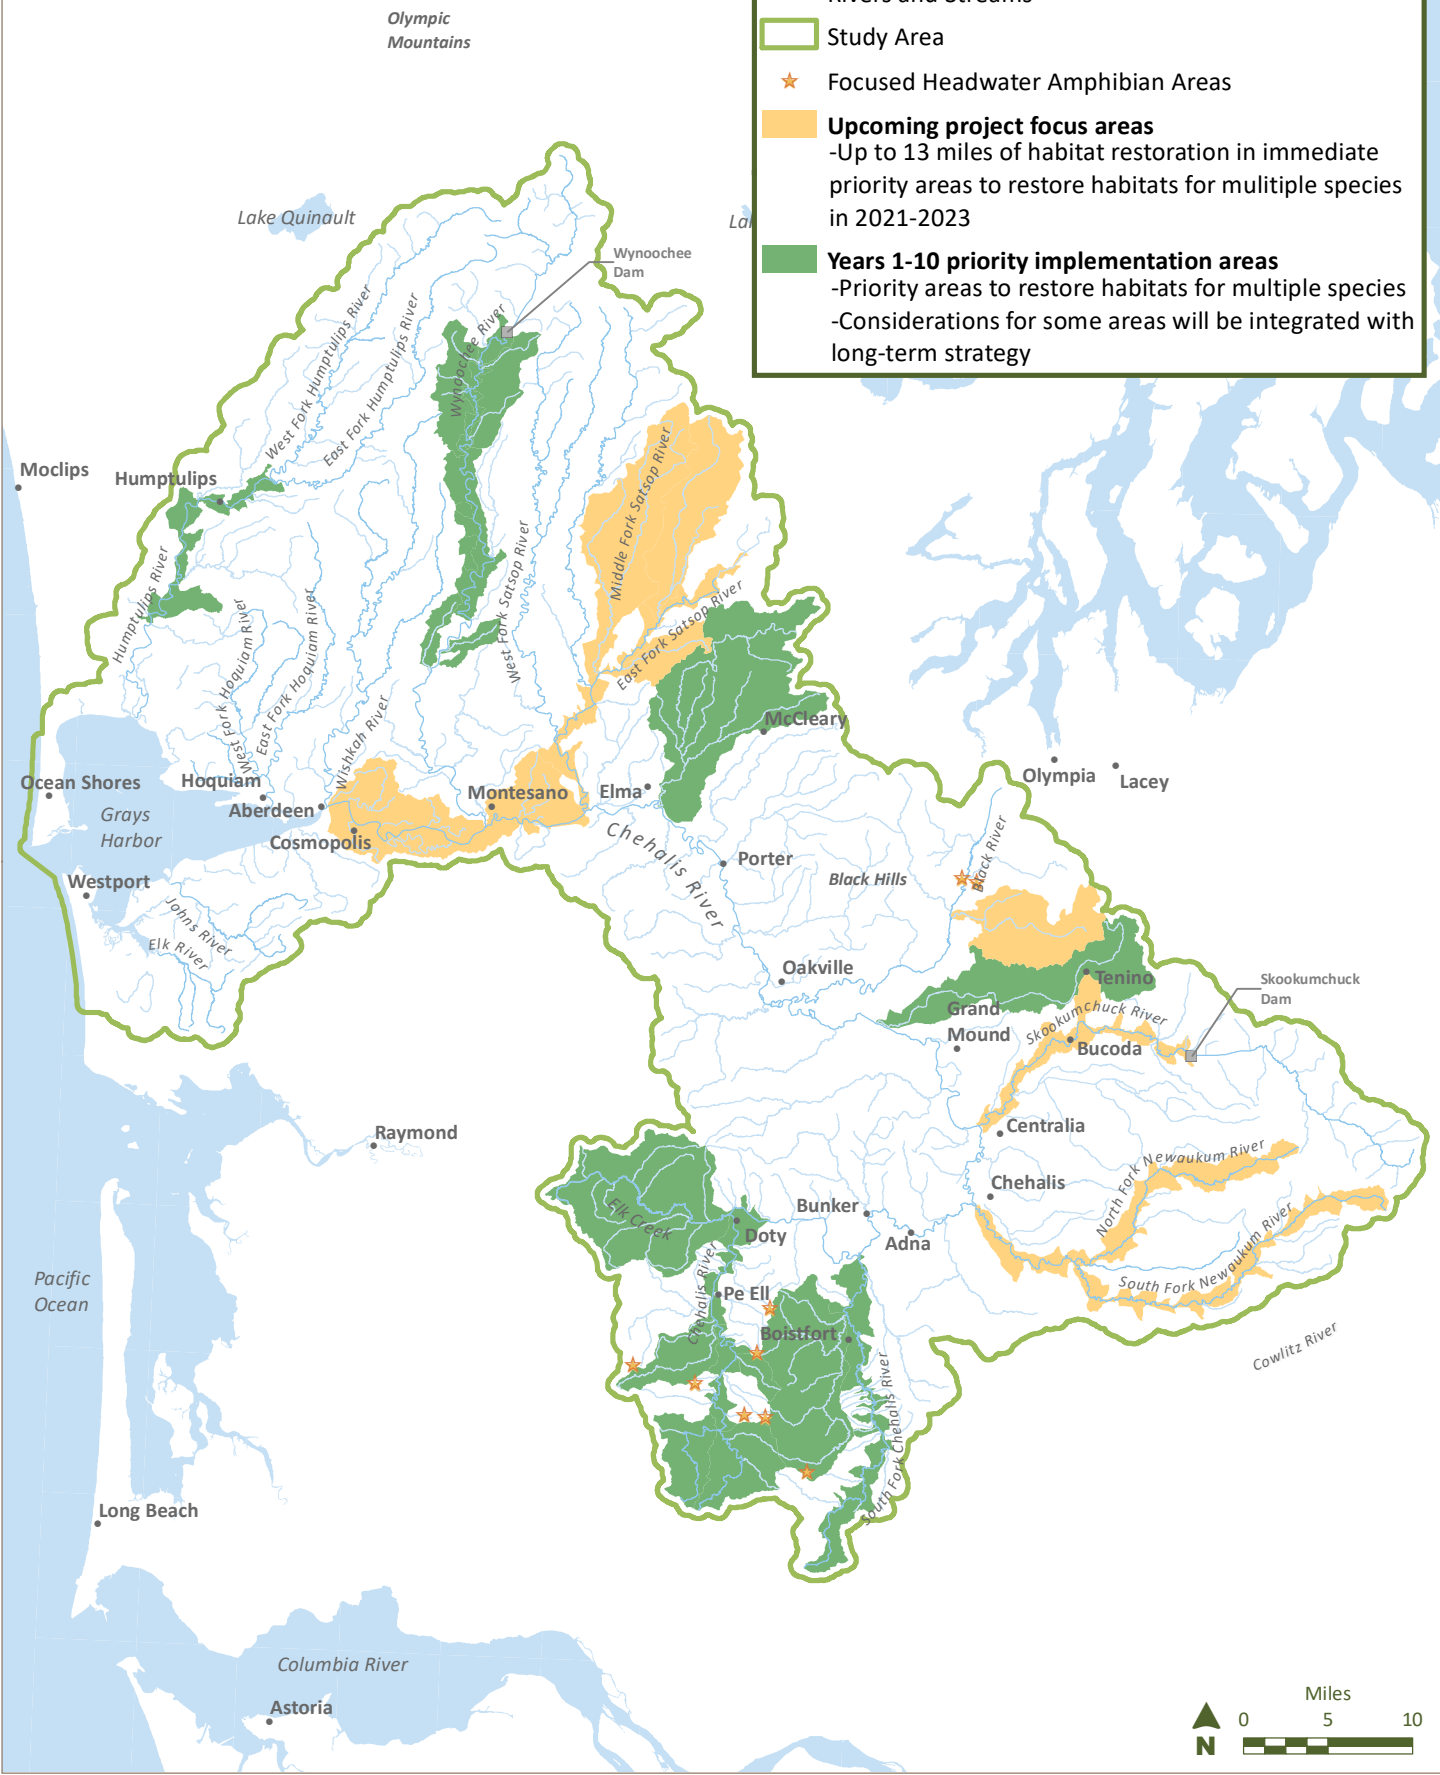 Rivers and Streams
Olympic
Mountains
Study Area
Focused Headwater Amphibian Areas
Upcoming project focus areas
-Up to 13 miles of habitat restoration in immediate
priority areas to restore habitats for mulitiple species
in 2021-2023
Years 1-10 priority implementation areas
-Priority areas to restore habitats for multiple species
-Considerations for some areas will be integrated with
long-term strategy
Lake Quinault
Wynoochee
Dam
West Fork Humptulips River
East Fork Humptulips River
Wynoochee River
Moclips
Humptulips
Middle Fork Satsop River
West Fork Satsop River
Humptulips River
East Fork Satsop River
West Fork Hoquiam River
East Fork Hoquiam River
Wishkah River
McCleary
Ocean Shores
Hoquiam
Aberdeen
Montesano
Elma
Olympia
Lacey
Grays
Harbor
Cosmopolis
Chehalis River
Porter
Black Hills
Black River
Westport
Johns River
Elk River
Oakville
Tenino
Skookumchuck
Dam
Grand
Mound
Skookumchuck River
Bucoda
Raymond
Centralia
North Fork Newaukum River
Chehalis
Elk Creek
Bunker
Doty
Adna
South Fork Newaukum River
Pacific
Ocean
Chehalis River
Pe Ell
Boistfort
Cowlitz River
South Fork Chehalis River
Long Beach
Columbia River
Astoria
Miles
0 5 10
N